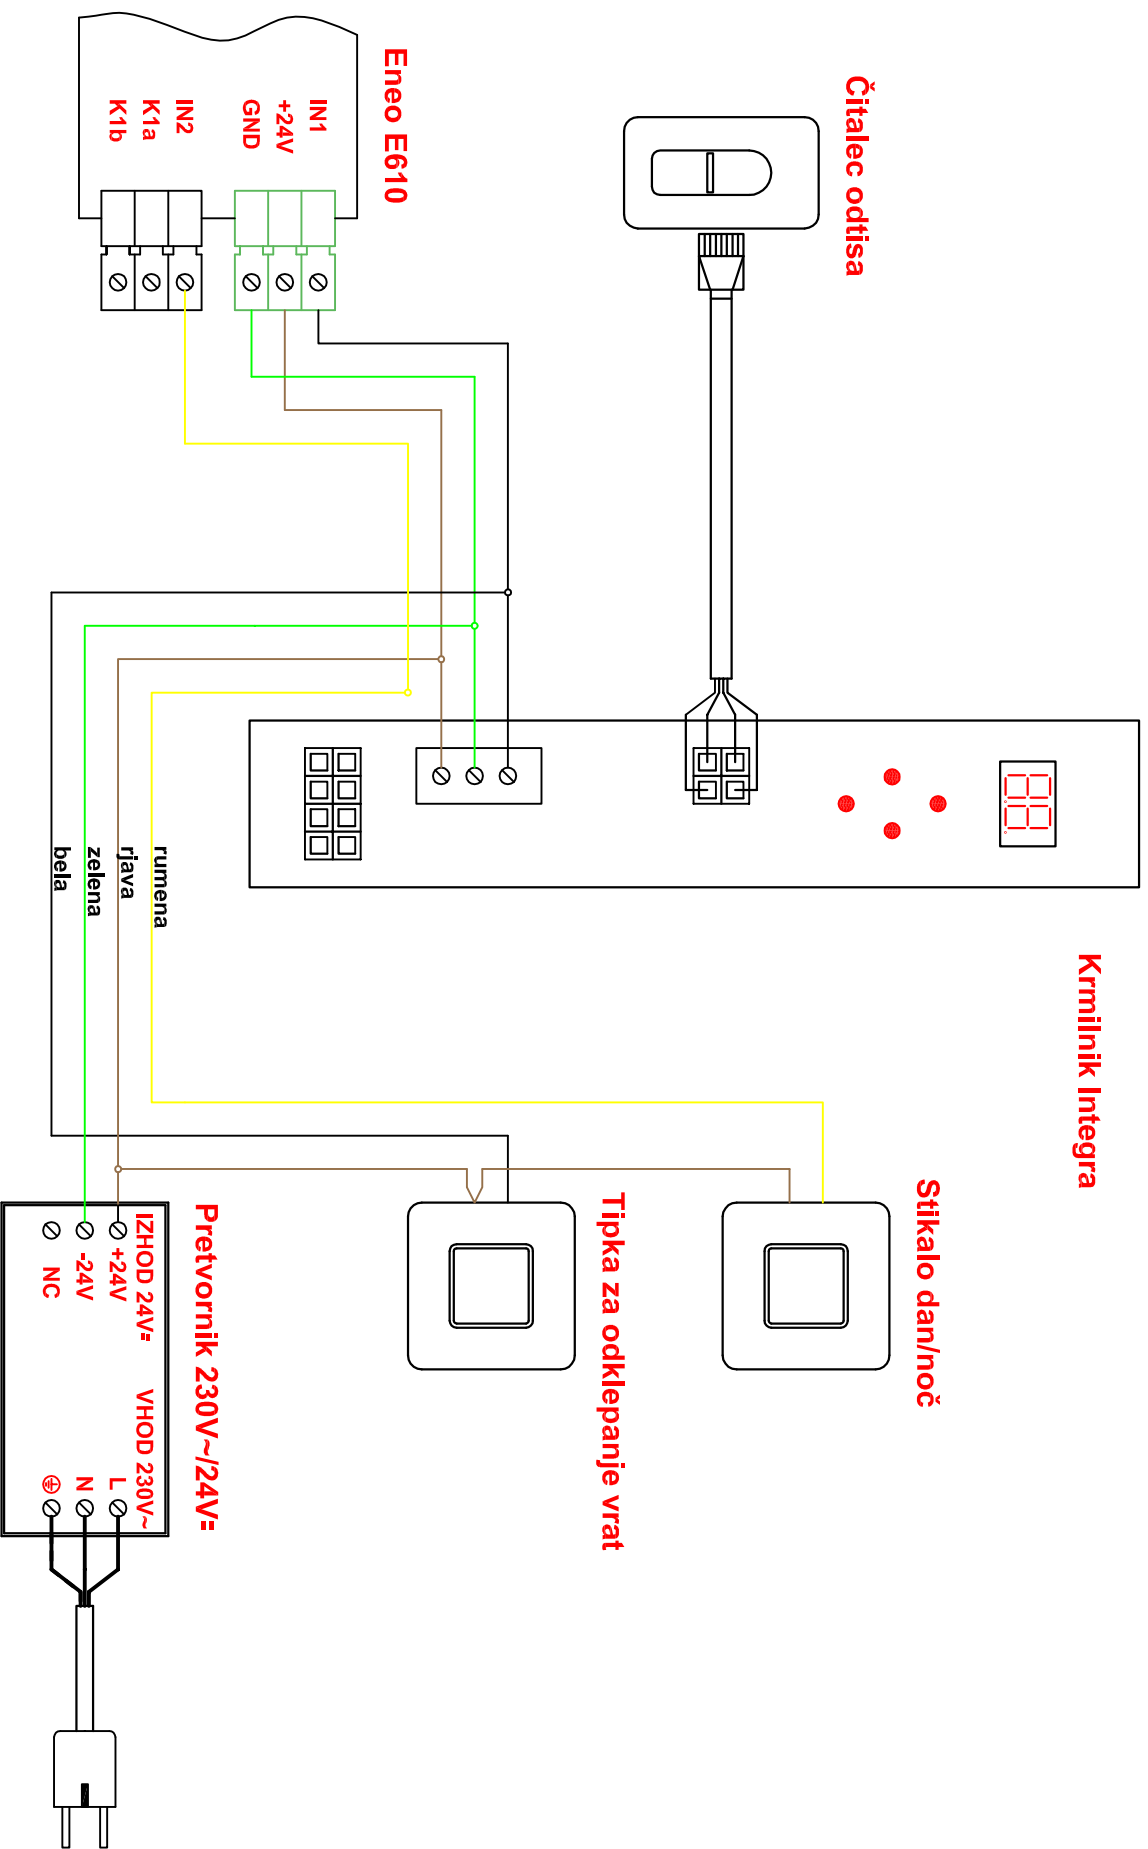 Čitalec odtisa
Krmilnik Integra
Stikalo dan/noč
Tipka za odklepanje vrat
Eneo E610
IN1
+24V
GND
IN2
K1a
K1b
rumena
rjava
zelena
bela
Pretvornik 230V~/24V=
IZHOD 24V= VHOD 230V~
+24V L
-24V N
NC